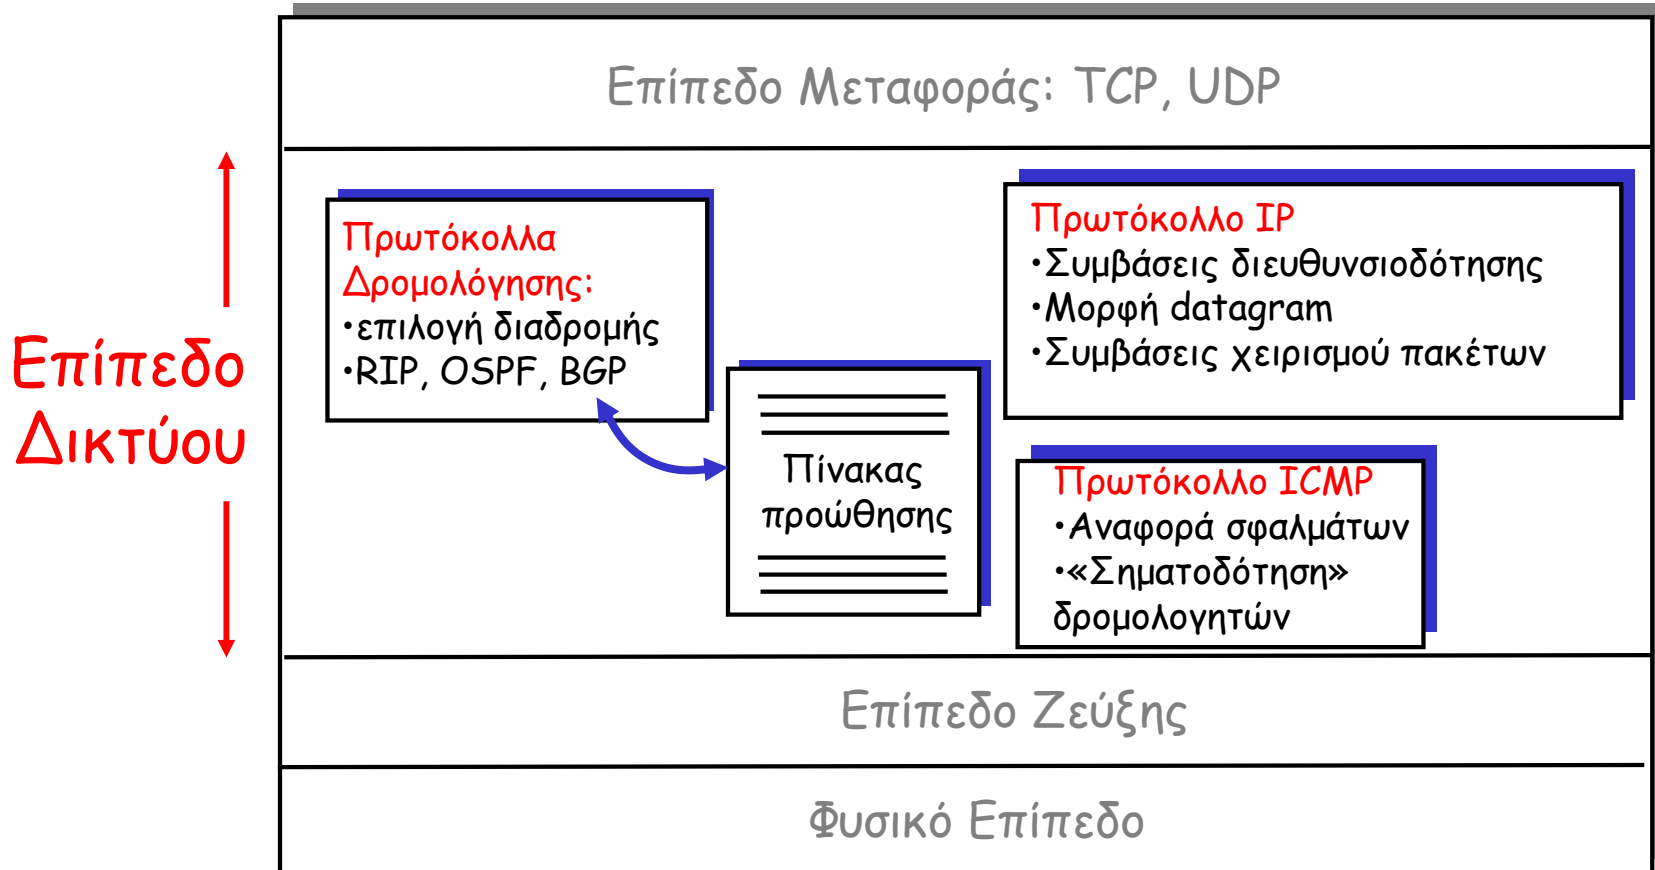 Επίπεδο Μεταφοράς: TCP, UDP
Επίπεδο
Δικτύου
Πρωτόκολλα
Δρομολόγησης:
•επιλογή διαδρομής
•RIP, OSPF, BGP
Πίνακας
προώθησης
Πρωτόκολλο IP
•Συμβάσεις διευθυνσιοδότησης
•Μορφή datagram
•Συμβάσεις χειρισμού πακέτων
Πρωτόκολλο ICMP
•Αναφορά σφαλμάτων
•«Σηματοδότηση»
δρομολογητών
Επίπεδο Ζεύξης
Φυσικό Επίπεδο